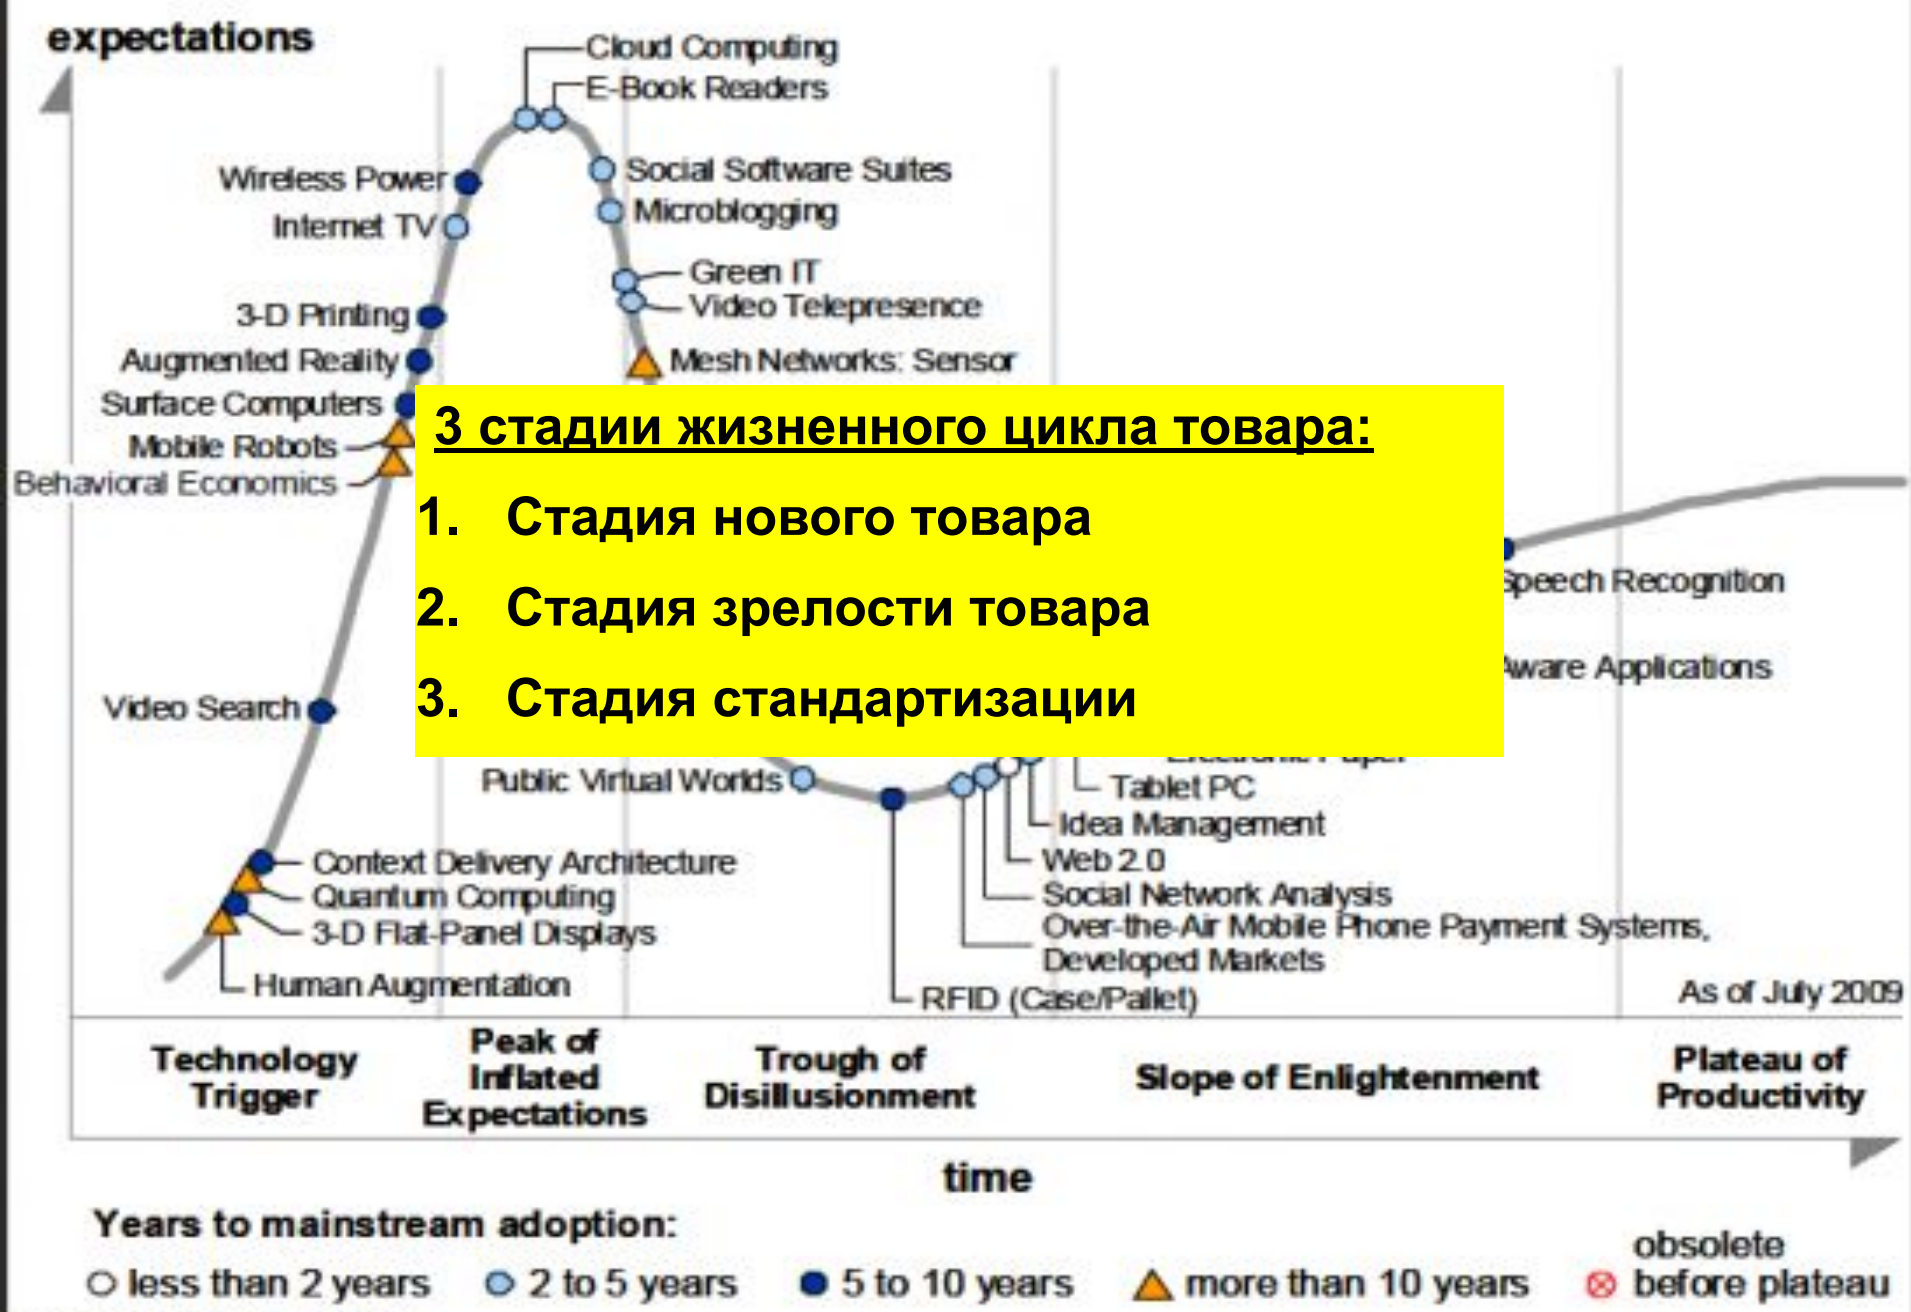 expectations
Cloud Computing
E-Book Readers
Wireless Power
Social Software Suites
Internet TV
Microblogging
Green IT
Video Telepresence
3-D Printing
Augmented Reality
Mesh Networks: Sensor
Surface Computers
Mobile Robots
Behavioral Economics
3 стадии жизненного цикла товара:
1. Стадия нового товара
2. Стадия зрелости товара
3. Стадия стандартизации
Speech Recognition
Aware Applications
Video Search
Public Virtual Worlds
Tablet PC
Idea Management
Web 2.0
Social Network Analysis
Over-the-Air Mobile Phone Payment Systems,
Developed Markets
RFID (Case/Pallet)
Context Delivery Architecture
Quantum Computing
3-D Flat-Panel Displays
Human Augmentation
As of July 2009
Technology
Trigger
Peak of
Inflated
Expectations
Trough of
Disillusionment
Slope of Enlightenment
Plateau of
Productivity
time
Years to mainstream adoption:
less than 2 years
2 to 5 years
5 to 10 years
more than 10 years
obsolete
before plateau